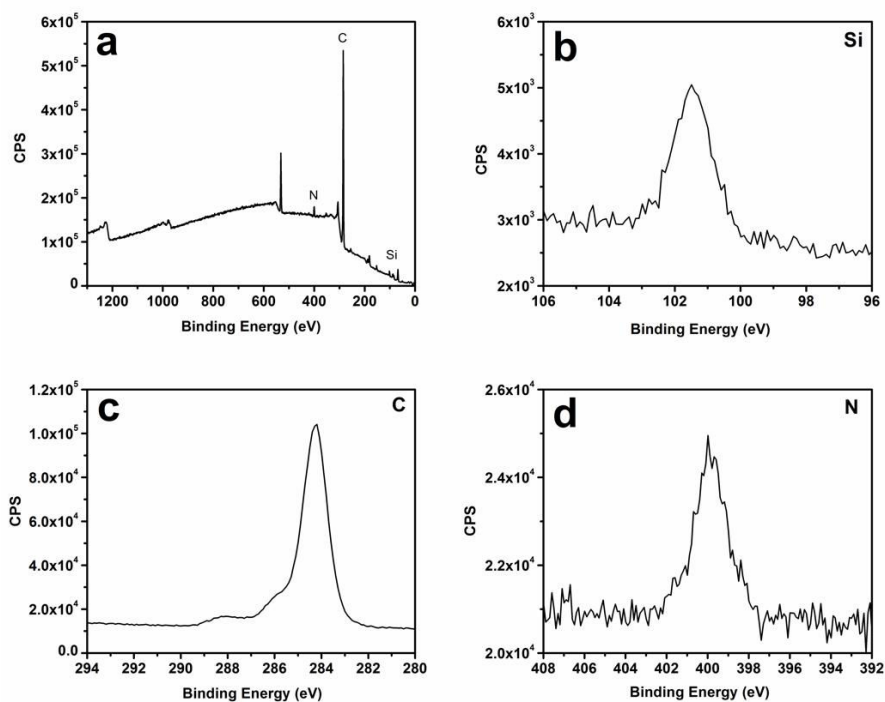 a
C
N
Si
6x10⁵
5x10⁵
4x10⁵
3x10⁵
2x10⁵
1x10⁵
0
CPS
1200 1000 800 600 400 200 0
Binding Energy (eV)
b
Si
6x10³
5x10³
3x10³
2x10³
CPS
106 104 102 100 98 96
Binding Energy (eV)
c
C
1.2x10⁵
1.0x10⁵
8.0x10⁴
6.0x10⁴
4.0x10⁴
2.0x10⁴
0.0
CPS
294 292 290 288 286 284 282 280
Binding Energy (eV)
d
N
2.6x10⁴
2.4x10⁴
2.2x10⁴
2.0x10⁴
CPS
408 406 404 402 400 398 396 394 392
Binding Energy (eV)